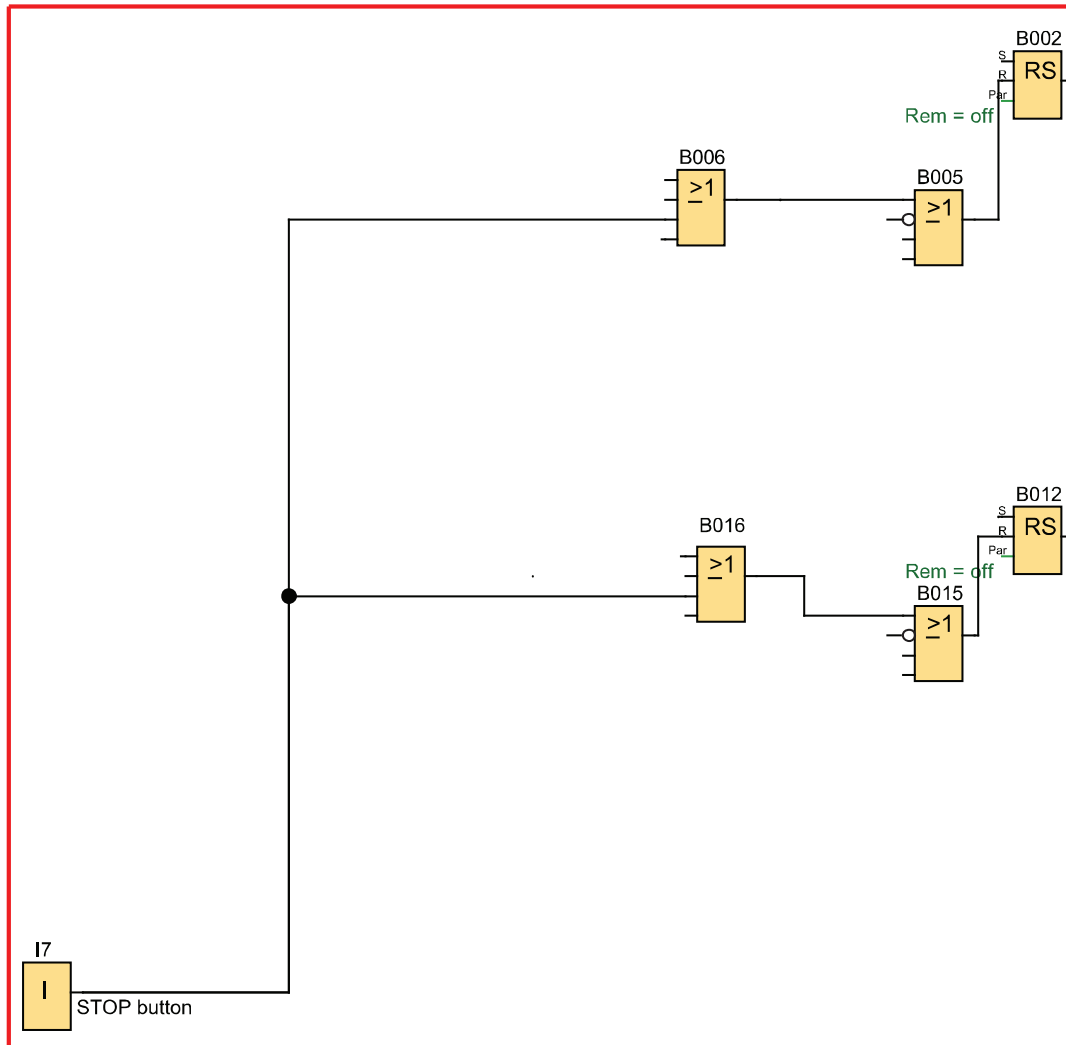 B002
S
RS
R
Par
Rem = off
B006
≥1
B005
≥1
B012
S
RS
R
Par
Rem = off
B016
≥1
B015
≥1
I7
I
STOP button